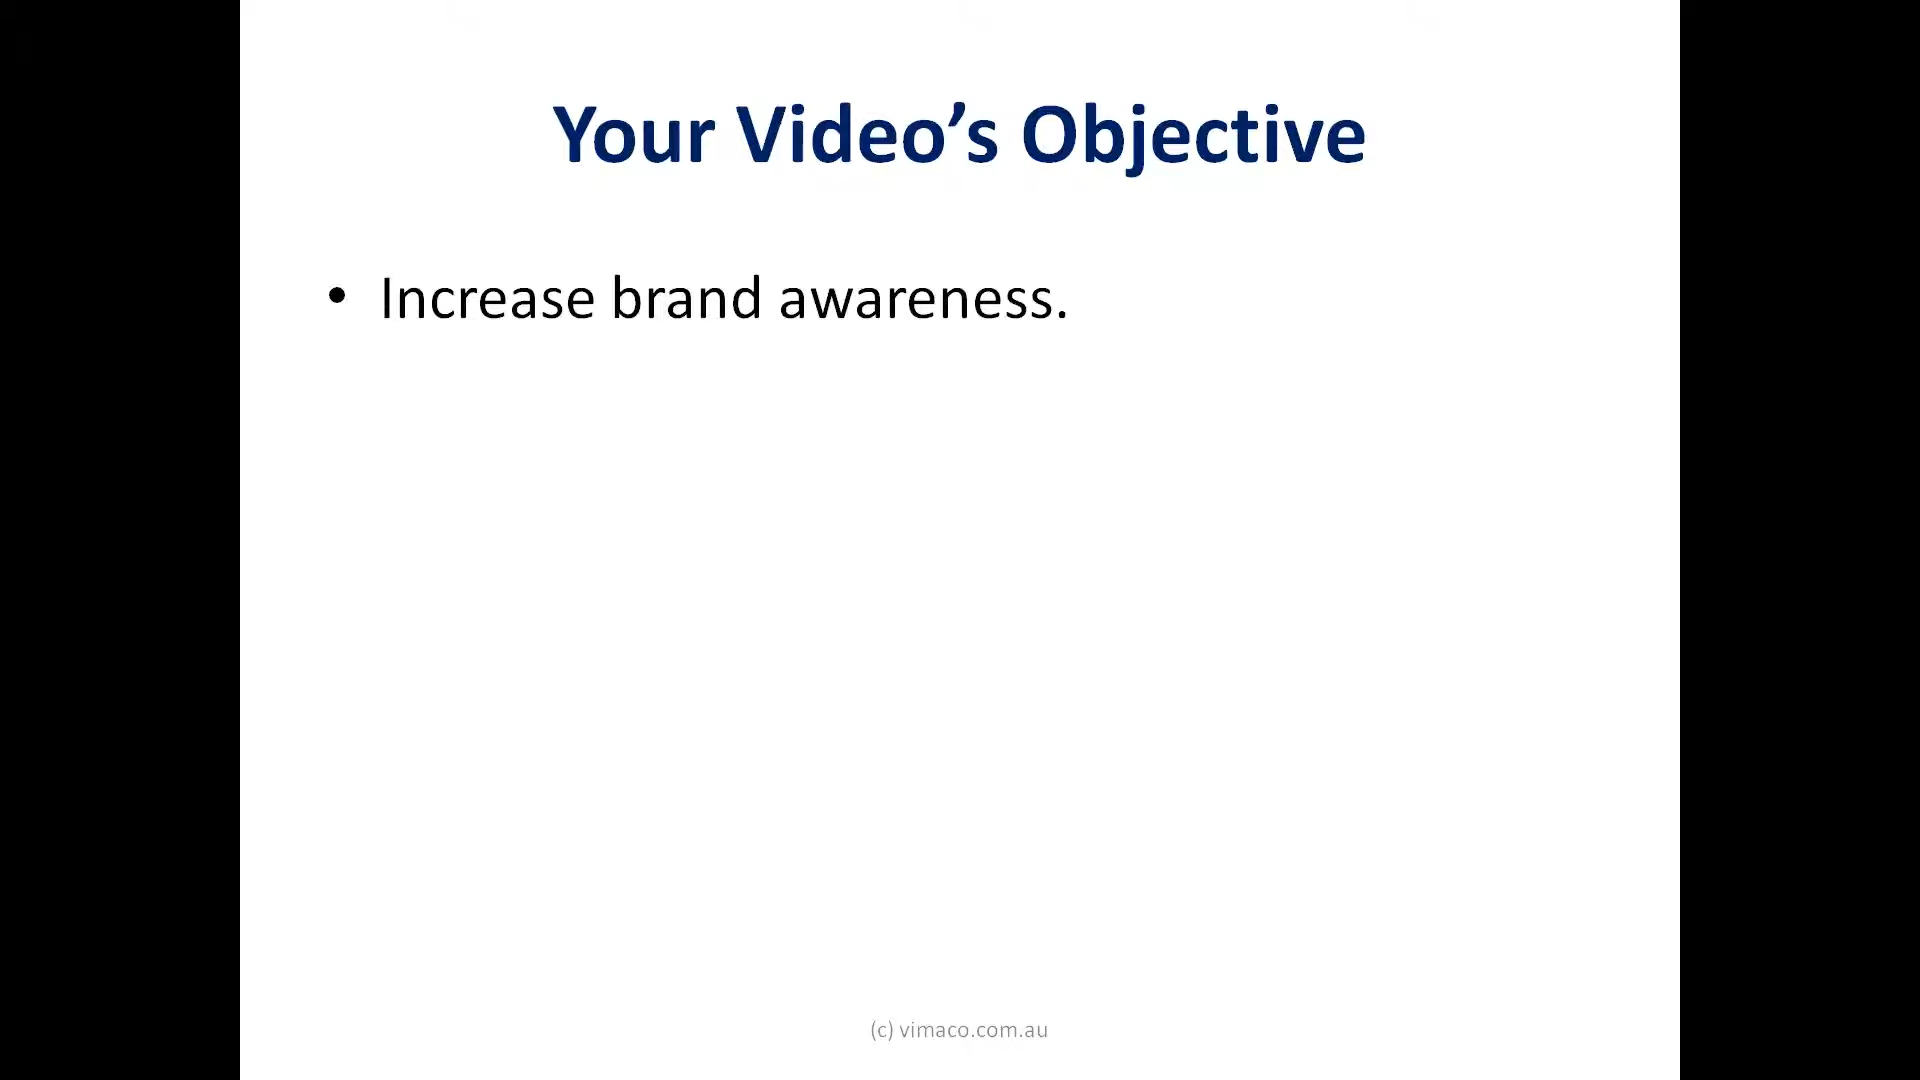 Your Video’s Objective
• Increase brand awareness.
(c) vimaco.com.au